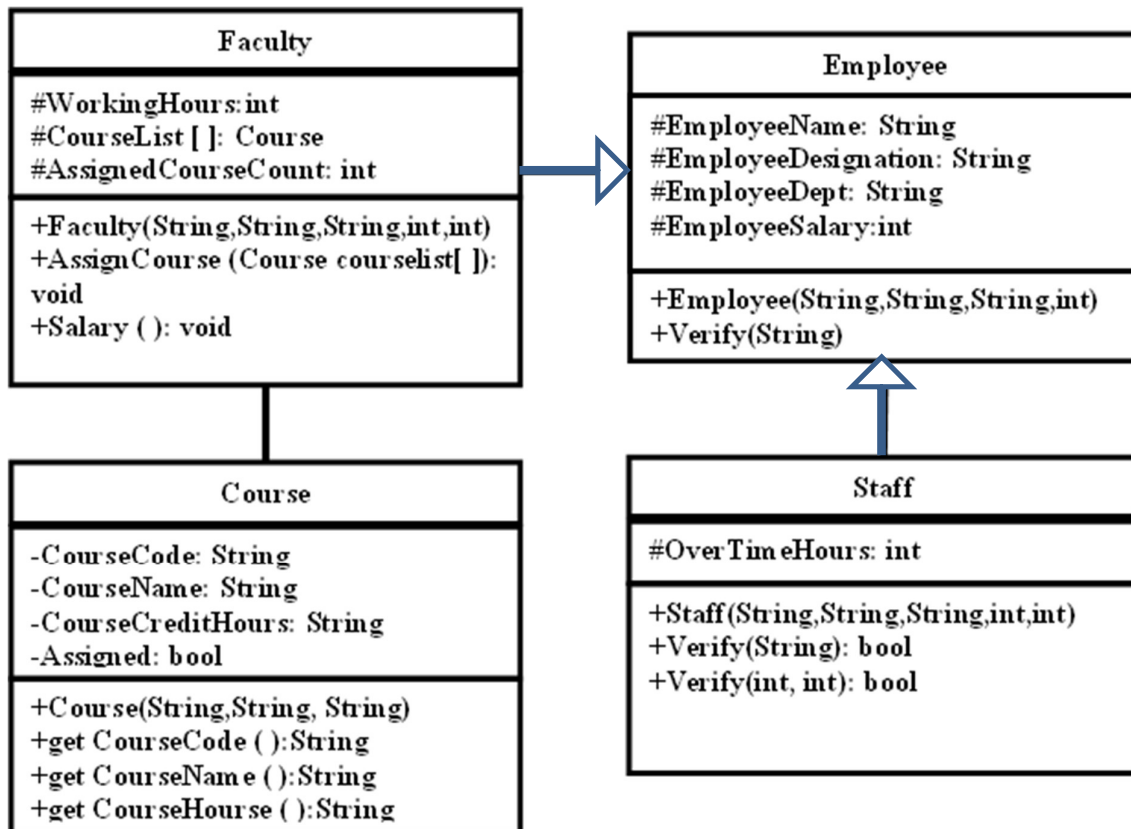 Faculty
#WorkingHours:int
#CourseList [ ]: Course
#AssignedCourseCount: int
+Faculty(String,String,String,int,int)
+AssignCourse (Course courselist[ ]):
void
+Salary ( ): void
Employee
#EmployeeName: String
#EmployeeDesignation: String
#EmployeeDept: String
#EmployeeSalary:int
+Employee(String,String,String,int)
+Verify(String)
Course
-CourseCode: String
-CourseName: String
-CourseCreditHours: String
-Assigned: bool
+Course(String,String, String)
+get CourseCode ( ):String
+get CourseName ( ):String
+get CourseHourse ( ):String
Staff
#OverTimeHours: int
+Staff(String,String,String,int,int)
+Verify(String): bool
+Verify(int, int): bool